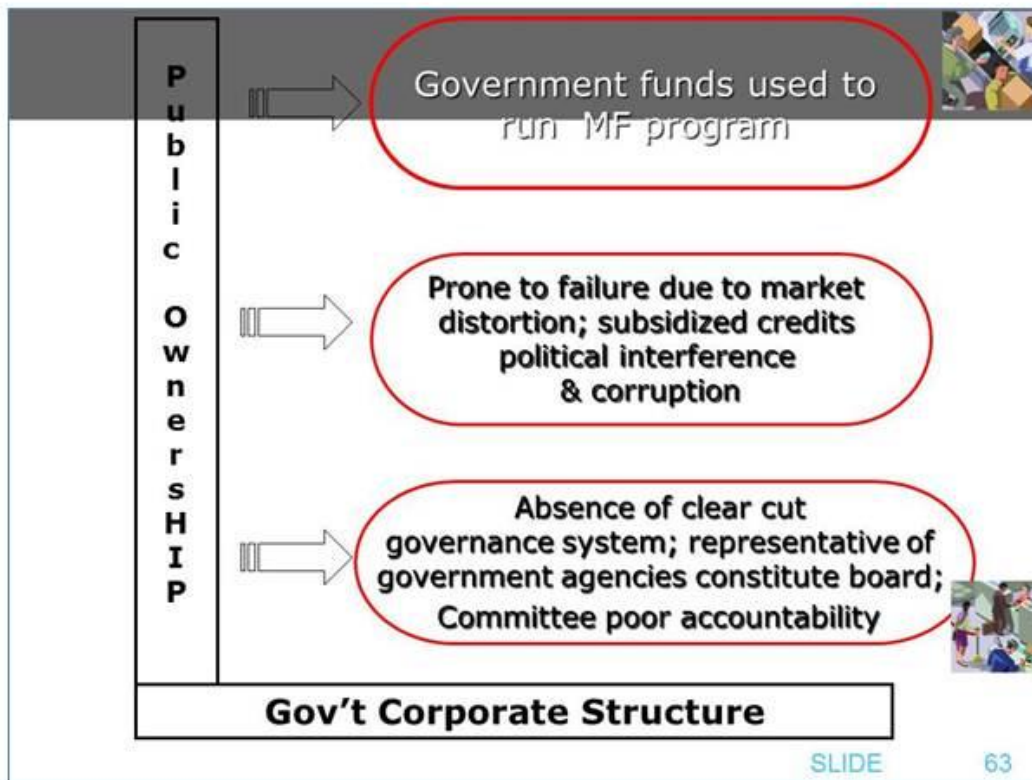 Public OwnersHIP
Government funds used to
run MF program
Prone to failure due to market
distortion; subsidized credits
political interference
& corruption
Absence of clear cut
governance system; representative of
government agencies constitute board;
Committee poor accountability
Gov't Corporate Structure
SLIDE 63